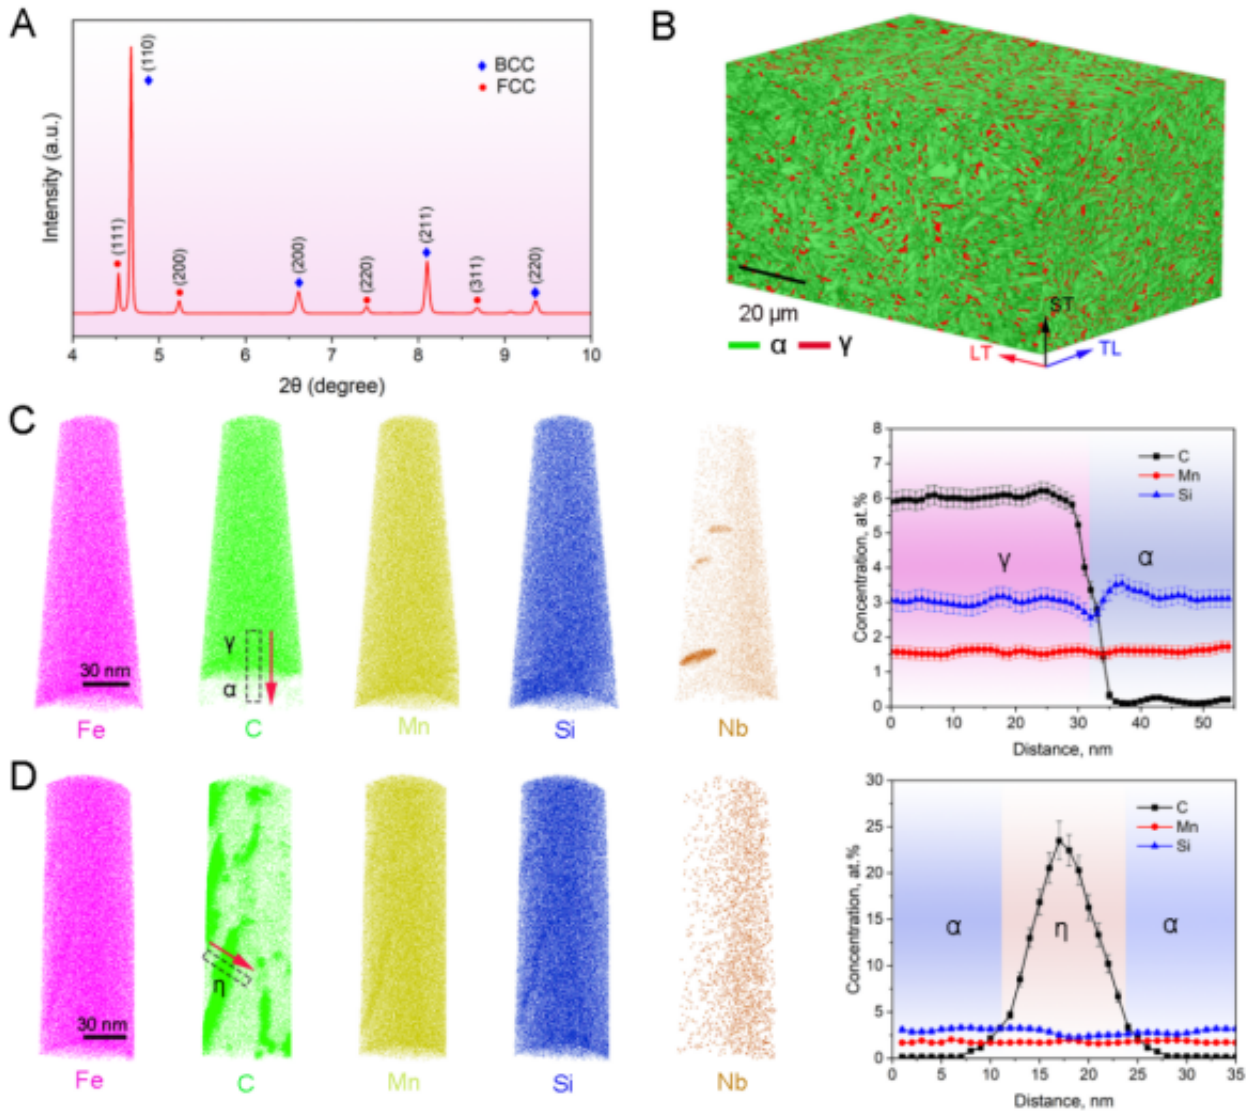 A
Intensity (a.u.)
(111)
(110)
(200)
(200)
(220)
(211)
(311)
(220)
BCC
FCC
4 5 6 7 8 9 10
2θ (degree)
B
20 µm
α γ
ST
LT
TL
C
γ
α
30 nm
Fe C Mn Si Nb
Concentration, at.%
8
7
6
5
4
3
2
1
0
C
Mn
Si
γ
α
0 10 20 30 40 50
Distance, nm
D
η
30 nm
Fe C Mn Si Nb
Concentration, at.%
30
25
20
15
10
5
0
C
Mn
Si
α
η
α
0 5 10 15 20 25 30 35
Distance, nm